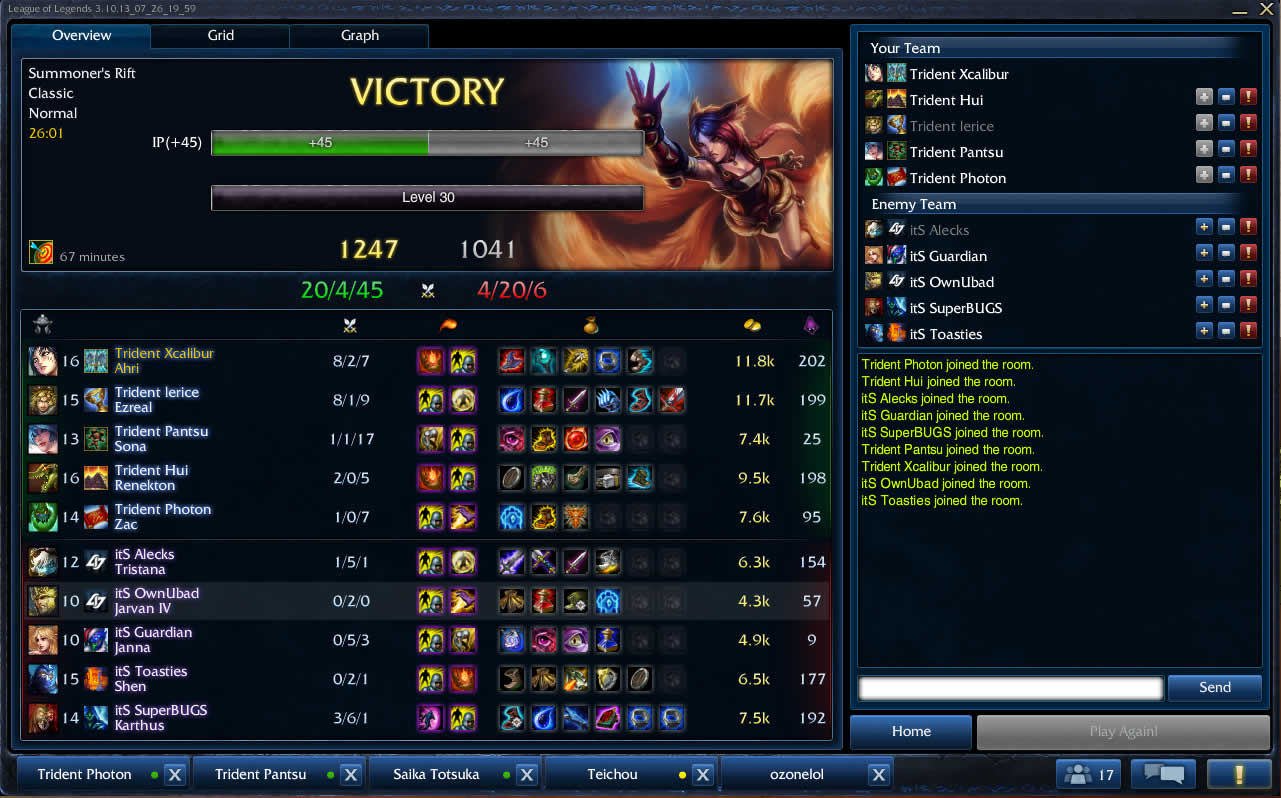 League of Legends 3.10.13_07_26_19_59
Overview
Grid
Graph
Summoner's Rift
Classic
Normal
26:01
VICTORY
IP(+45)
+45
+45
Level 30
67 minutes
1247
1041
20/4/45
4/20/6
16
Trident Xcalibur
Ahri
8/2/7
11.8k
202
15
Trident Ierice
Ezreal
8/1/9
11.7k
199
13
Trident Pantsu
Sona
1/1/17
7.4k
25
16
Trident Hui
Renekton
2/0/5
9.5k
198
14
Trident Photon
Zac
1/0/7
7.6k
95
12
itS Alecks
Tristana
1/5/1
6.3k
154
10
itS OwnUbad
Jarvan IV
0/2/0
4.3k
57
10
itS Guardian
Janna
0/5/3
4.9k
9
15
itS Toasties
Shen
0/2/1
6.5k
177
14
itS SuperBUGS
Karthus
3/6/1
7.5k
192
Your Team
Trident Xcalibur
Trident Hui
Trident Ierice
Trident Pantsu
Trident Photon
Enemy Team
itS Alecks
itS Guardian
itS OwnUbad
itS SuperBUGS
itS Toasties
Trident Photon joined the room.
Trident Hui joined the room.
itS Alecks joined the room.
itS Guardian joined the room.
itS SuperBUGS joined the room.
Trident Pantsu joined the room.
Trident Xcalibur joined the room.
itS OwnUbad joined the room.
itS Toasties joined the room.
Send
Home
Play Again!
Trident Photon
Trident Pantsu
Saika Totsuka
Teichou
ozonelol
17